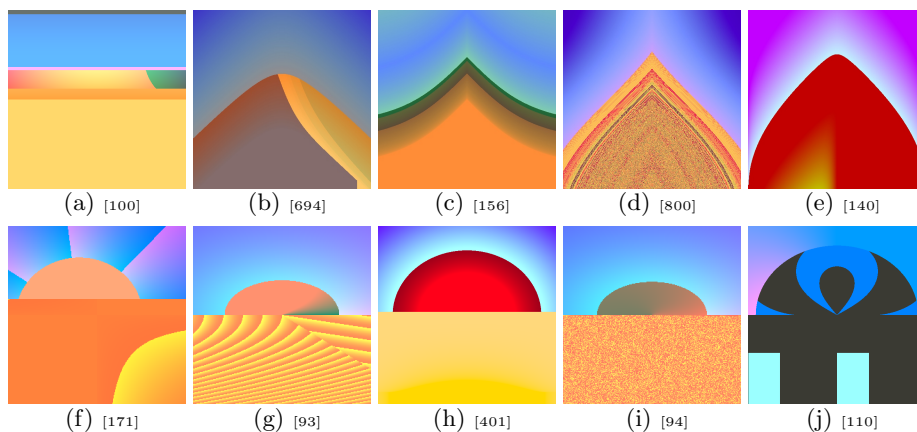 (a) [100] (b) [694] (c) [156] (d) [800] (e) [140]
(f) [171] (g) [93] (h) [401] (i) [94] (j) [110]